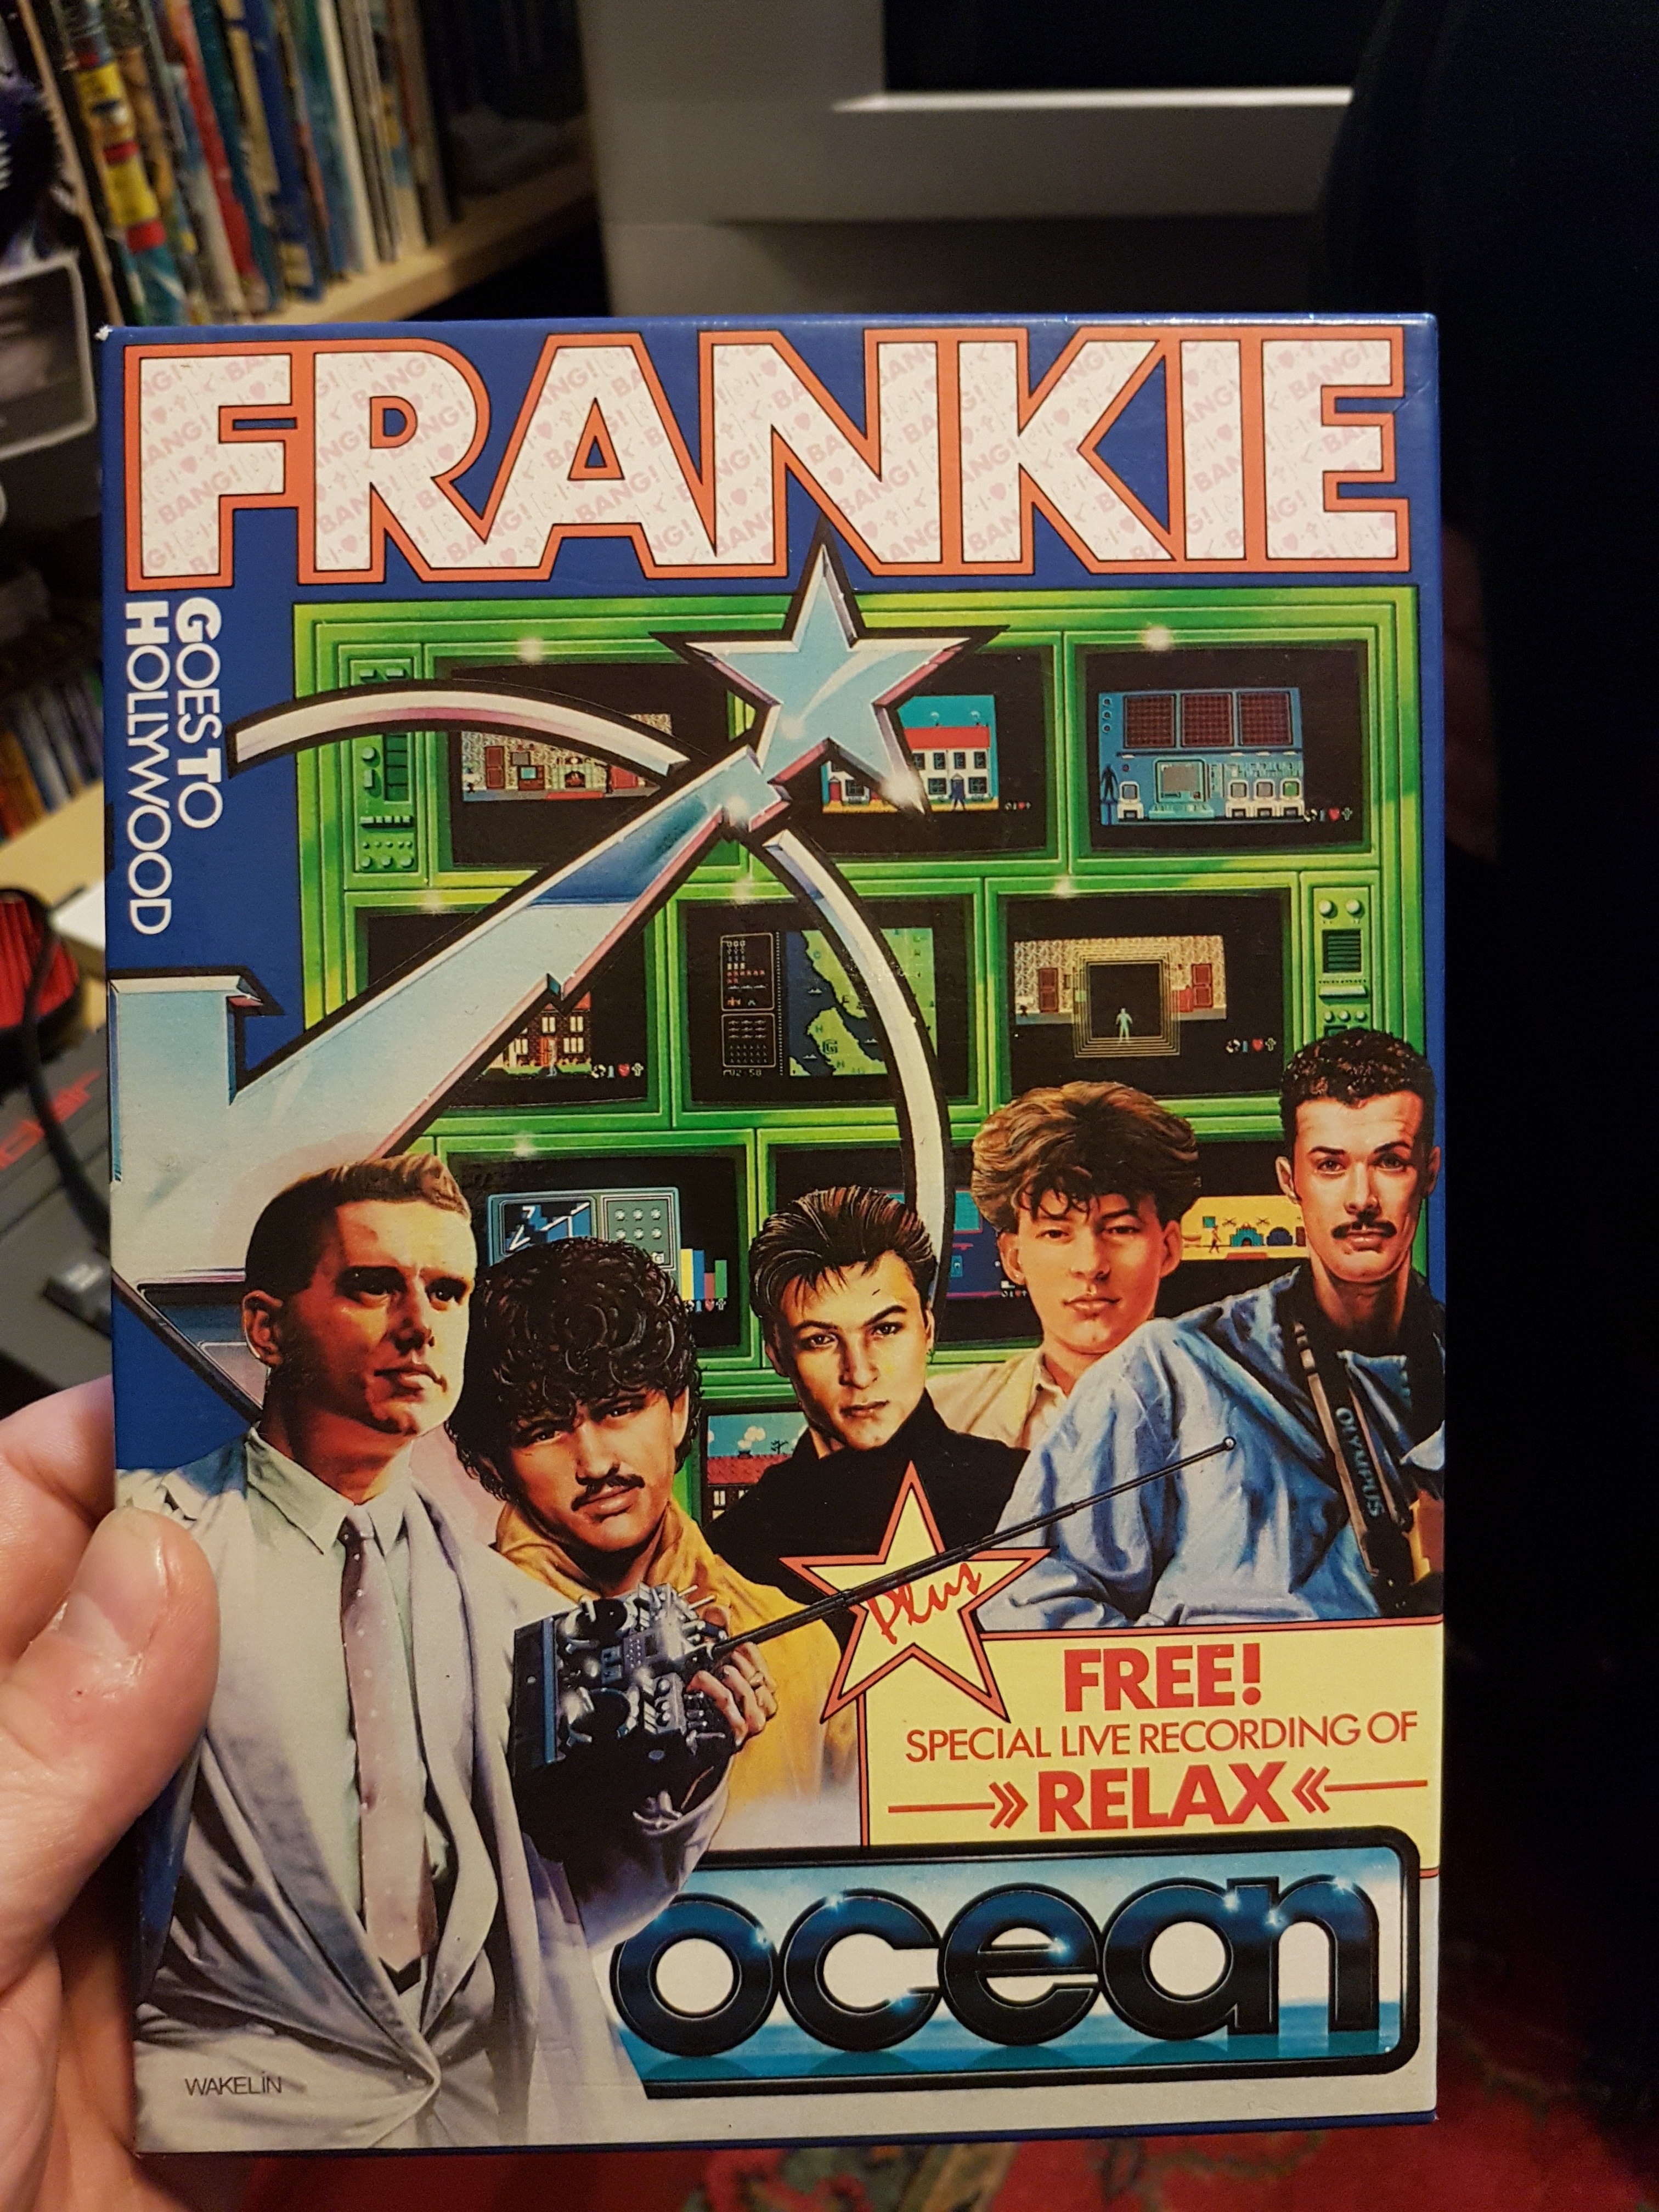 FRANKIE
GOES TO
HOLLYWOOD
OLYMPUS
Plus
FREE!
SPECIAL LIVE RECORDING OF
RELAX
ocean
WAKELIN